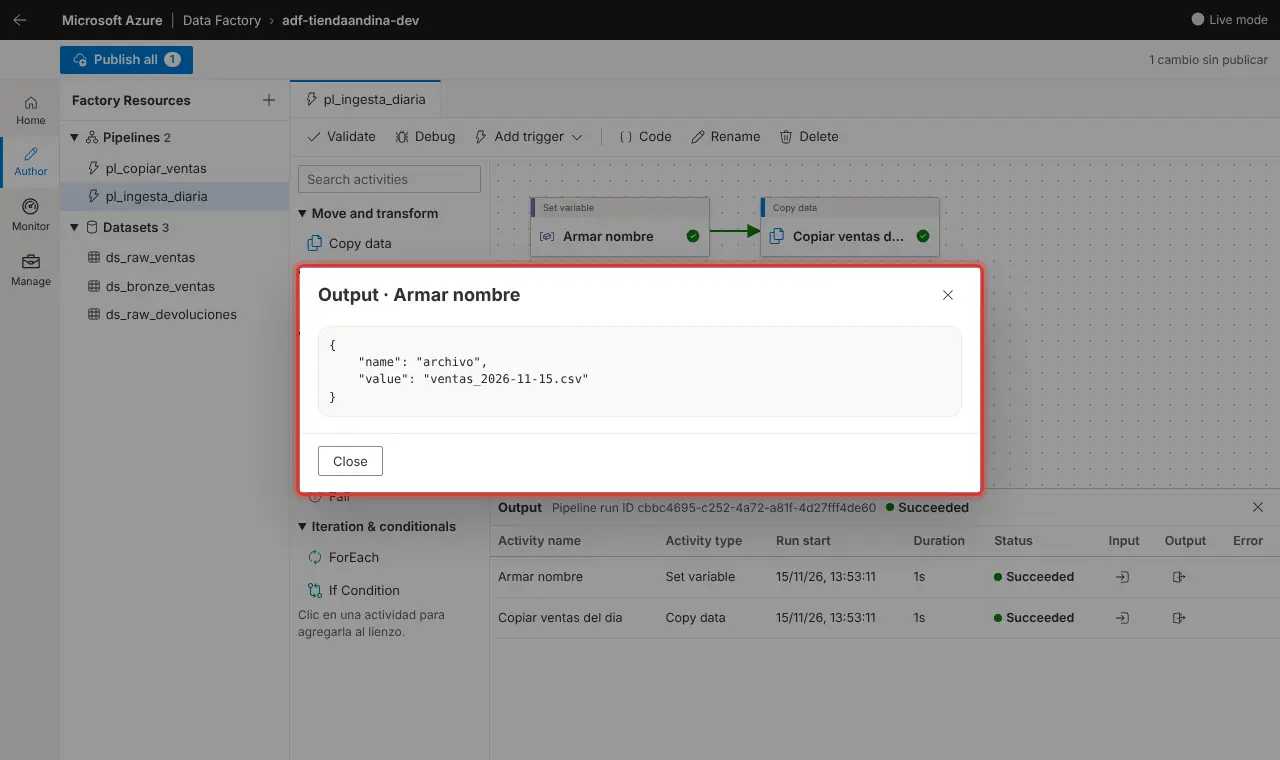 Microsoft Azure | Data Factory › adf-tiendaandina-dev
Live mode
Publish all 1
1 cambio sin publicar
Home
Author
Monitor
Manage
Factory Resources
Pipelines 2
pl_copiar_ventas
pl_ingesta_diaria
Datasets 3
ds_raw_ventas
ds_bronze_ventas
ds_raw_devoluciones
pl_ingesta_diaria
Validate
Debug
Add trigger
Code
Rename
Delete
Search activities
Move and transform
Copy data
Set variable
Armar nombre
Copy data
Copiar ventas d...
Output · Armar nombre
{
"name": "archivo",
"value": "ventas_2026-11-15.csv"
}
Close
Fail
Iteration & conditionals
ForEach
If Condition
Clic en una actividad para
agregarla al lienzo.
Output Pipeline run ID cbbc4695-c252-4a72-a81f-4d27fff4de60 Succeeded
Activity name Activity type Run start Duration Status Input Output Error
Armar nombre Set variable 15/11/26, 13:53:11 1s Succeeded
Copiar ventas del dia Copy data 15/11/26, 13:53:11 1s Succeeded